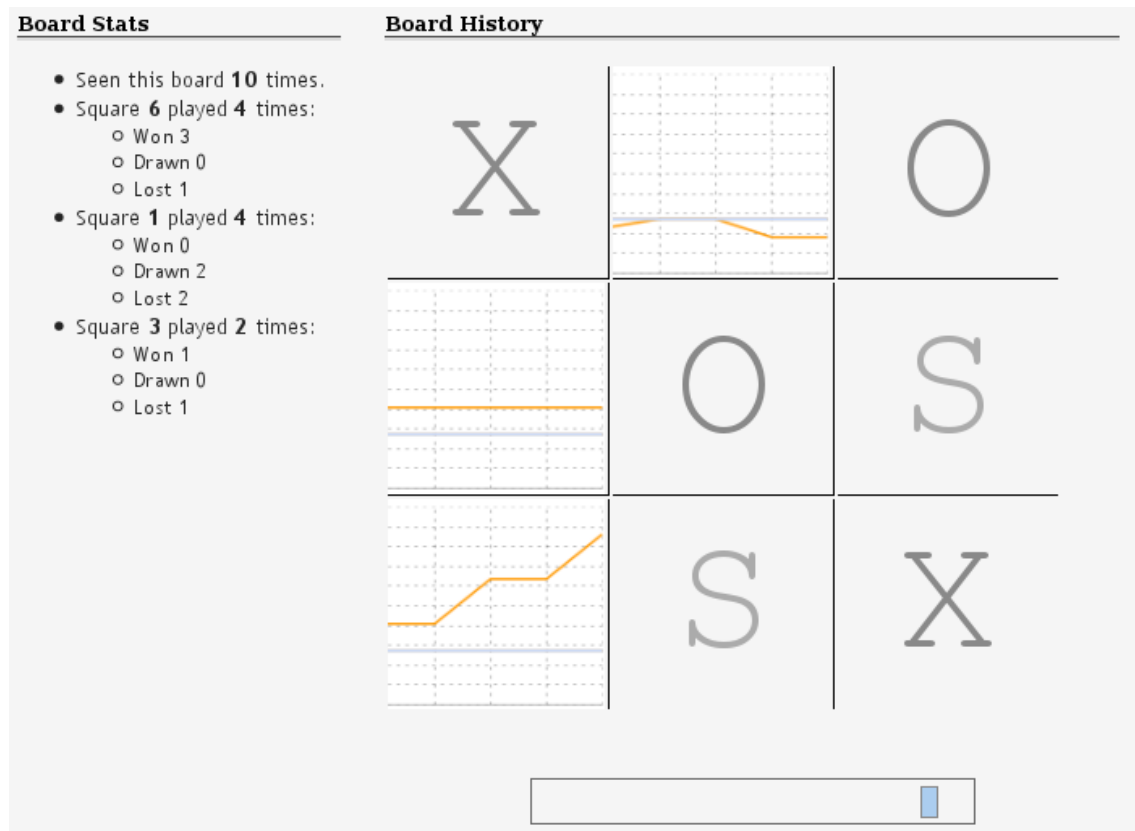 Board Stats
Seen this board 10 times.
Square 6 played 4 times:
Won 3
Drawn 0
Lost 1
Square 1 played 4 times:
Won 0
Drawn 2
Lost 2
Square 3 played 2 times:
Won 1
Drawn 0
Lost 1
Board History
X O
O S
S X